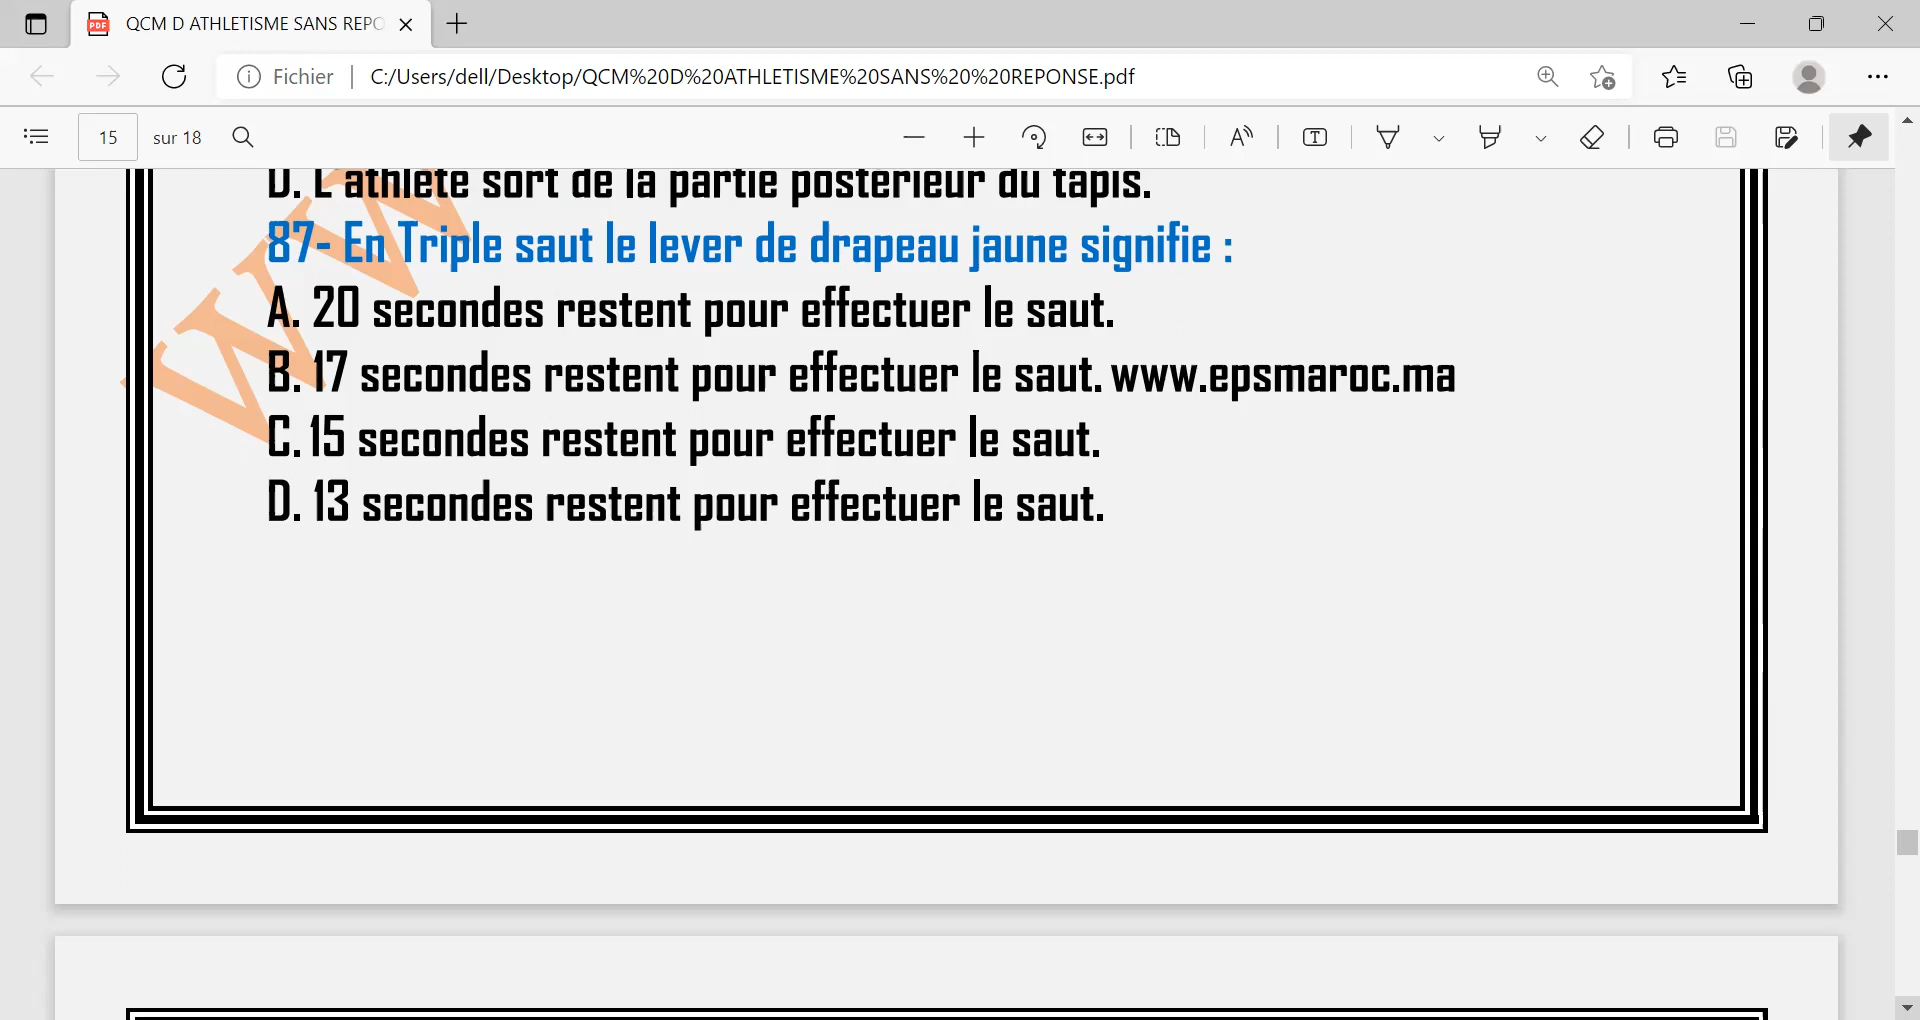 QCM D ATHLETISME SANS REPO
Fichier C:/Users/dell/Desktop/QCM%20D%20ATHLETISME%20SANS%20%20REPONSE.pdf
15 sur 18
D. L'athlète sort de la partie postérieur du tapis.
87- En Triple saut le lever de drapeau jaune signifie :
A. 20 secondes restent pour effectuer le saut.
B. 17 secondes restent pour effectuer le saut. www.epsmaroc.ma
C. 15 secondes restent pour effectuer le saut.
D. 13 secondes restent pour effectuer le saut.